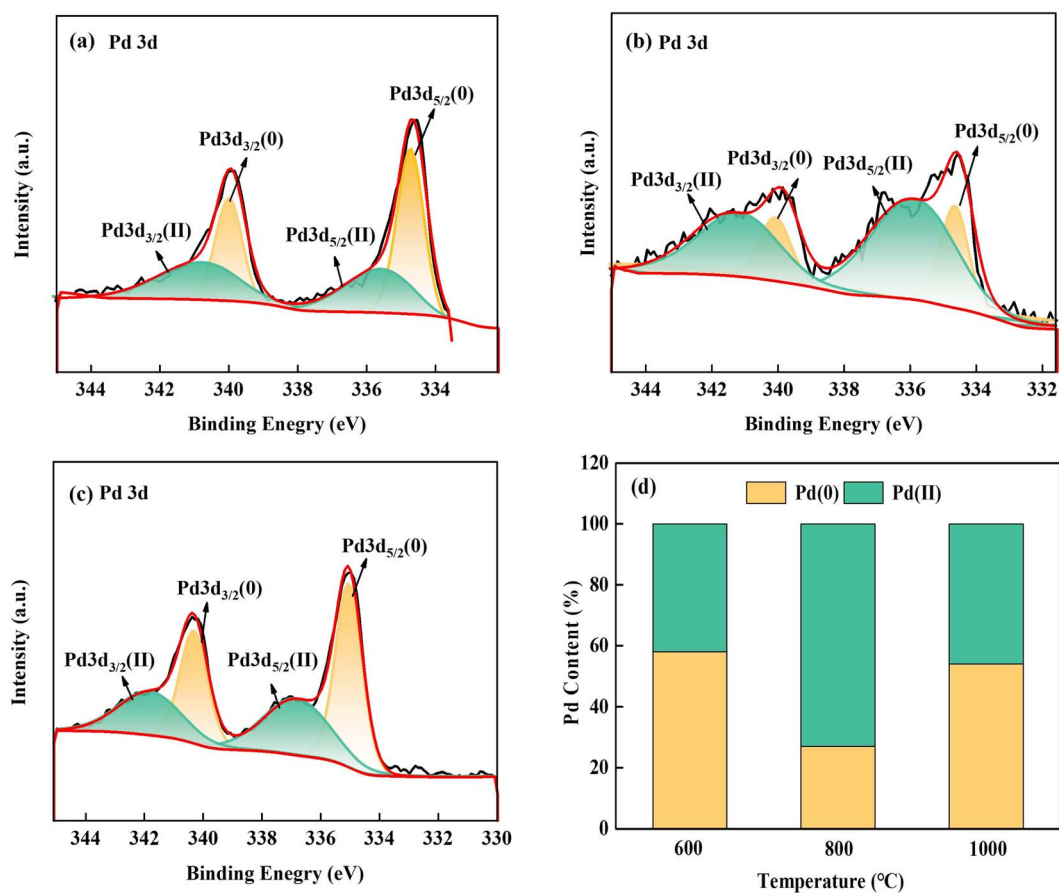 (a) Pd 3d
Pd3d5/2(0)
Pd3d3/2(0)
Pd3d3/2(II)
Pd3d5/2(II)
Intensity (a.u.)
344 340 338 336 334
Binding Enegry (eV)
(b) Pd 3d
Pd3d5/2(0)
Pd3d3/2(0)
Pd3d5/2(II)
Pd3d3/2(II)
Intensity (a.u.)
344 342 340 338 336 334 332
Binding Enegry (eV)
(c) Pd 3d
Pd3d5/2(0)
Pd3d3/2(0)
Pd3d3/2(II)
Pd3d5/2(II)
Intensity (a.u.)
344 342 340 338 336 335 332 330
Binding Enegry (eV)
(d)
Pd(0) Pd(II)
120
100
80
60
40
20
0
Pd Content (%)
600 800 1000
Temperature (°C)